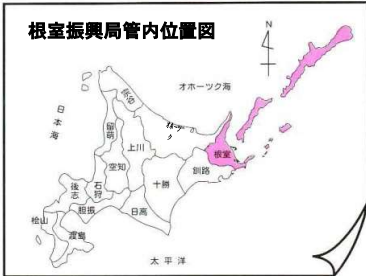 根室振興局管内位置図
N
オホーツク海
日本海
宗谷
留萌
上川
空知
石狩
後志
胆振
日高
十勝
釧路
根室
桧山
渡島
太平洋